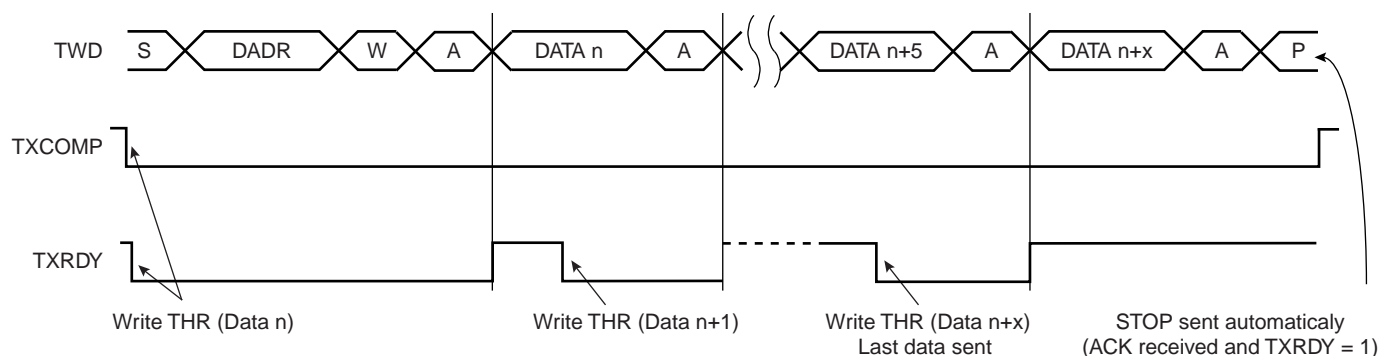 TWD S DADR W A DATA n A DATA n+5 A DATA n+x A P
TXCOMP
TXRDY
Write THR (Data n)
Write THR (Data n+1)
Write THR (Data n+x)
Last data sent
STOP sent automaticaly
(ACK received and TXRDY = 1)